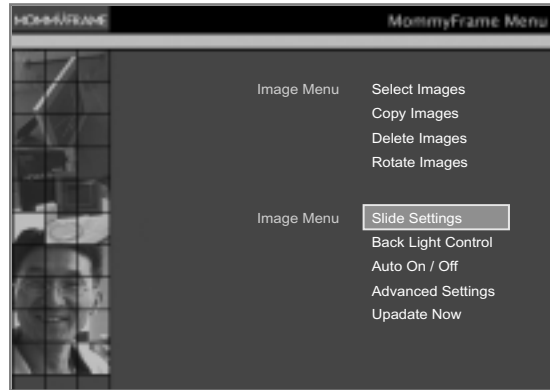 MOMMYFRAME MommyFrame Menu
Image Menu Select Images
Copy Images
Delete Images
Rotate Images
Image Menu Slide Settings
Back Light Control
Auto On / Off
Advanced Settings
Upadate Now